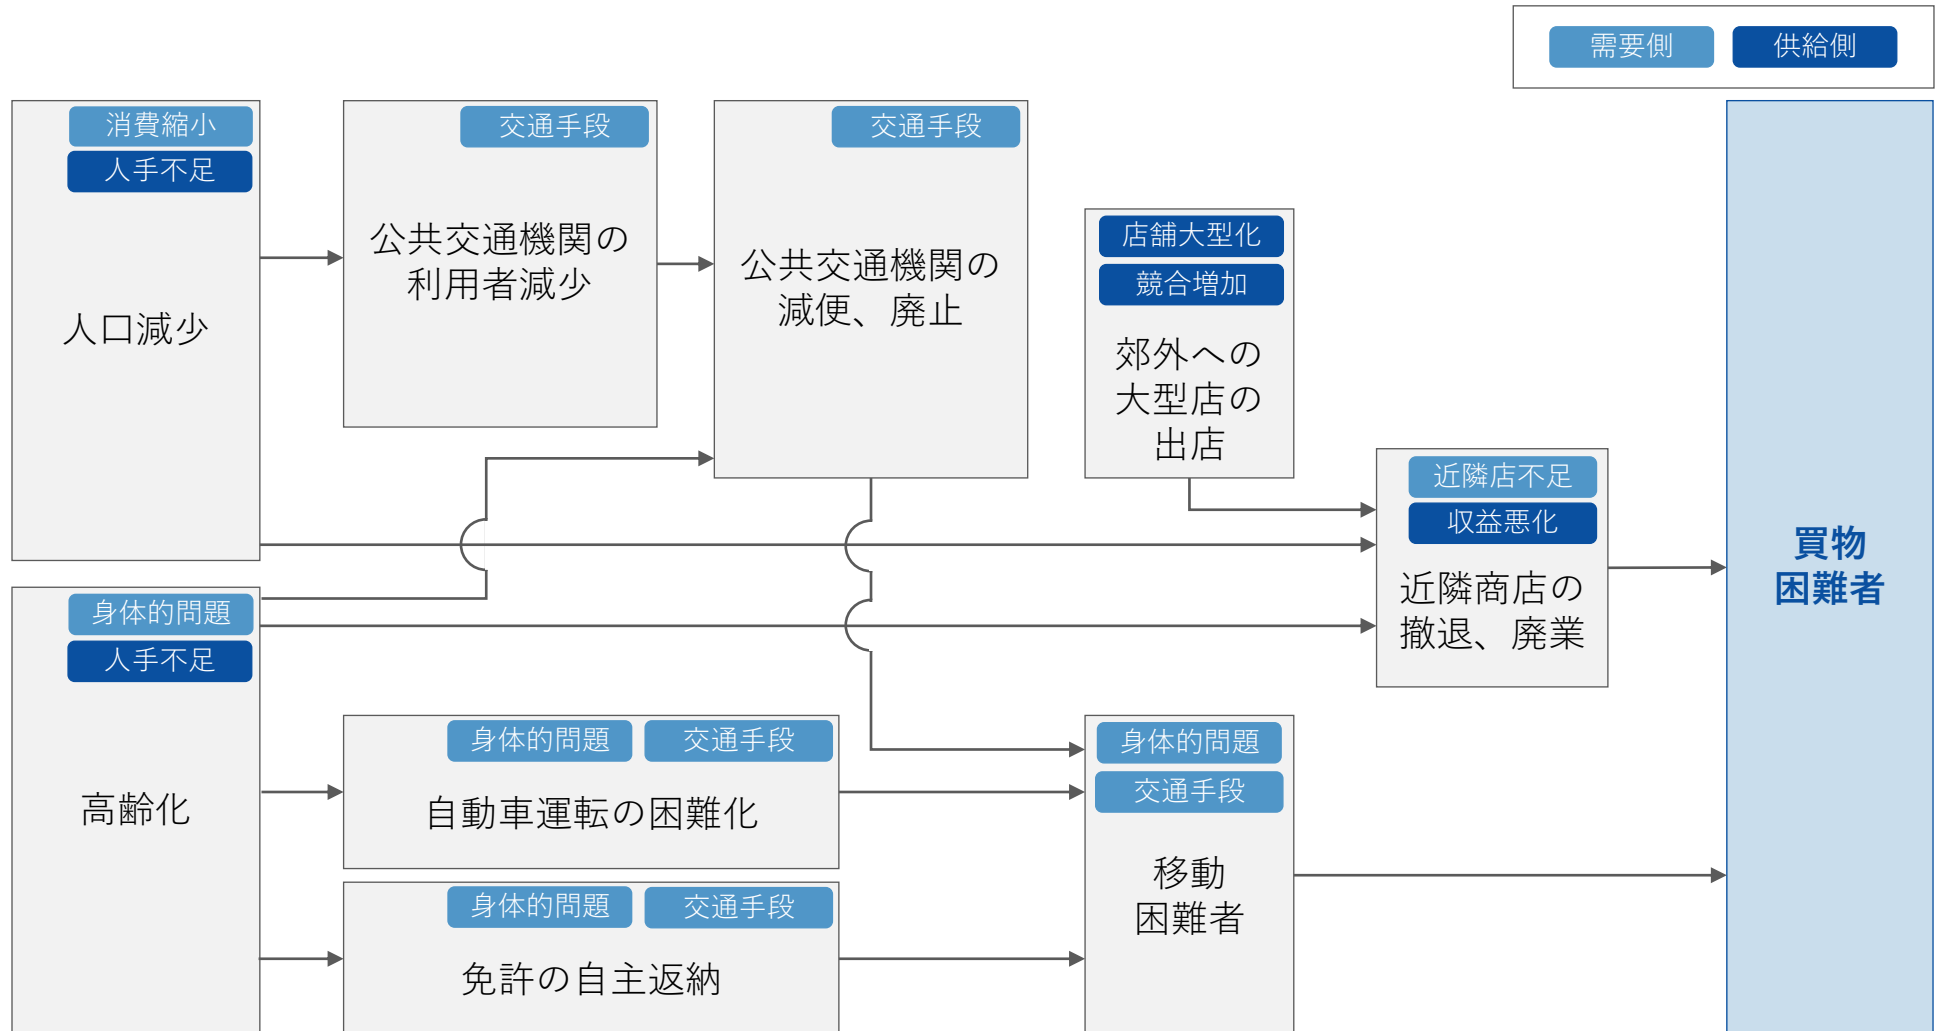 需要側
供給側
消費縮小
人手不足
人口減少
交通手段
公共交通機関の
利用者減少
交通手段
公共交通機関の
減便、廃止
店舗大型化
競合増加
郊外への
大型店の
出店
近隣店不足
収益悪化
近隣商店の
撤退、廃業
買物
困難者
身体的問題
人手不足
高齢化
身体的問題
交通手段
自動車運転の困難化
身体的問題
交通手段
免許の自主返納
身体的問題
交通手段
移動
困難者